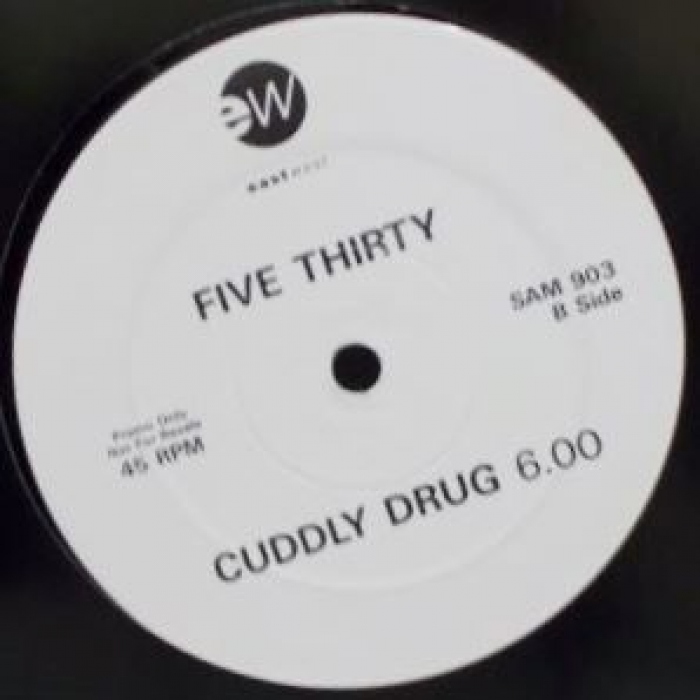 eW
eastwest
FIVE THIRTY
SAM 903
B Side
Promo Only
Not For Resale
45 RPM
CUDDLY DRUG 6.00